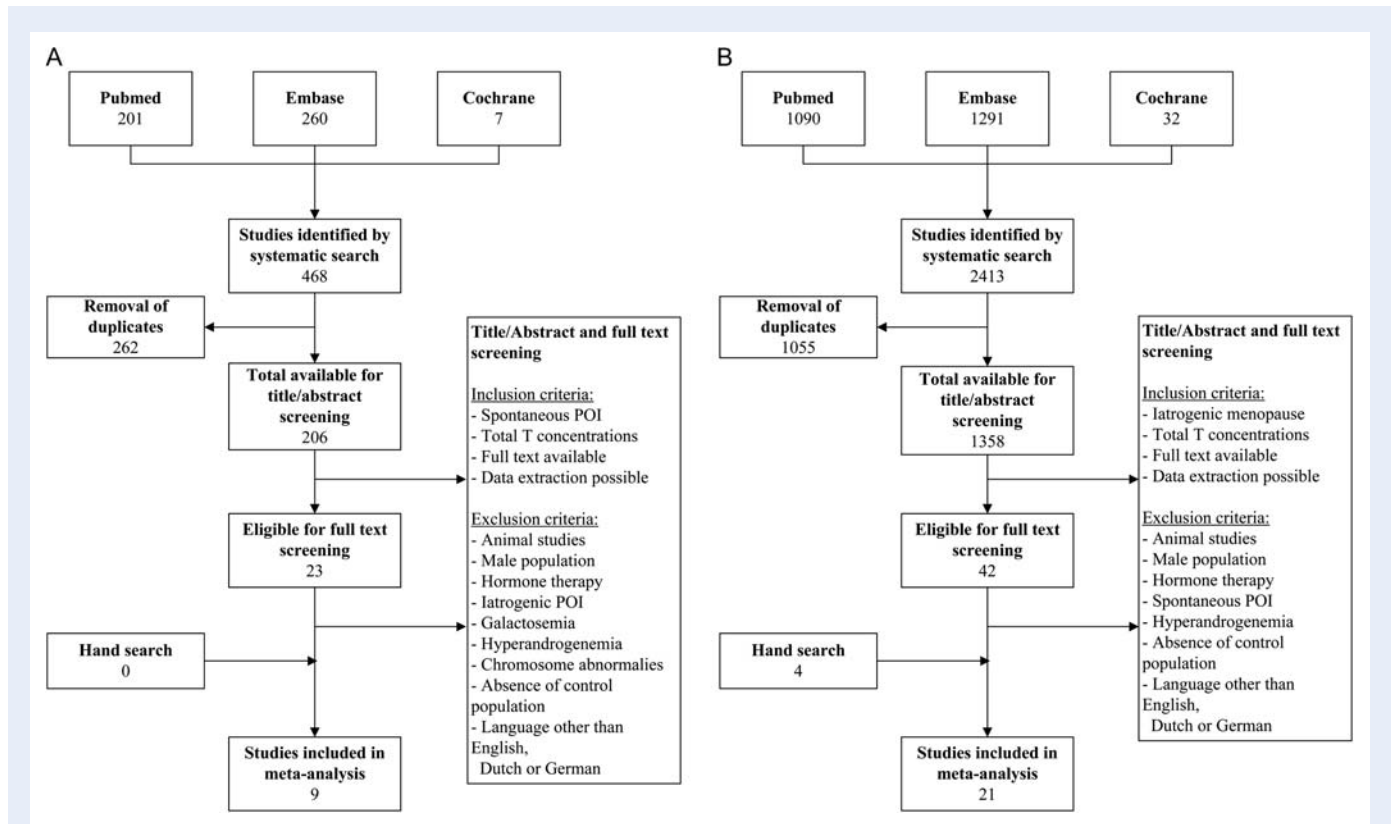 A
Pubmed
201
Embase
260
Cochrane
7
Studies identified by
systematic search
468
Removal of
duplicates
262
Total available for
title/abstract
screening
206
Eligible for full text
screening
23
Hand search
0
Studies included in
meta-analysis
9
Title/Abstract and full text
screening
Inclusion criteria:
- Spontaneous POI
- Total T concentrations
- Full text available
- Data extraction possible
Exclusion criteria:
- Animal studies
- Male population
- Hormone therapy
- Iatrogenic POI
- Galactosemia
- Hyperandrogenemia
- Chromosome abnormalies
- Absence of control
population
- Language other than
English,
Dutch or German
B
Pubmed
1090
Embase
1291
Cochrane
32
Studies identified by
systematic search
2413
Removal of
duplicates
1055
Total available for
title/abstract
screening
1358
Eligible for full text
screening
42
Hand search
4
Studies included in
meta-analysis
21
Title/Abstract and full text
screening
Inclusion criteria:
- Iatrogenic menopause
- Total T concentrations
- Full text available
- Data extraction possible
Exclusion criteria:
- Animal studies
- Male population
- Hormone therapy
- Spontaneous POI
- Hyperandrogenemia
- Absence of control
population
- Language other than
English,
Dutch or German